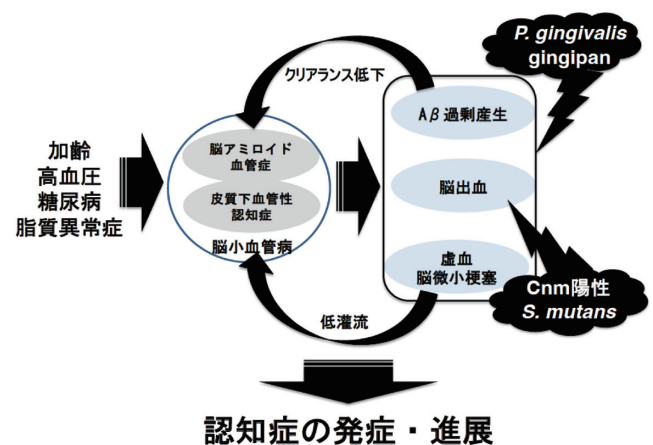 P. gingivalis
gingipan
クリアランス低下
Aβ過剰産生
加齢
高血圧
糖尿病
脂質異常症
脳アミロイド
血管症
皮質下血管性
認知症
脳小血管病
脳出血
虚血
脳微小梗塞
Cnm陽性
S. mutans
低灌流
認知症の発症・進展